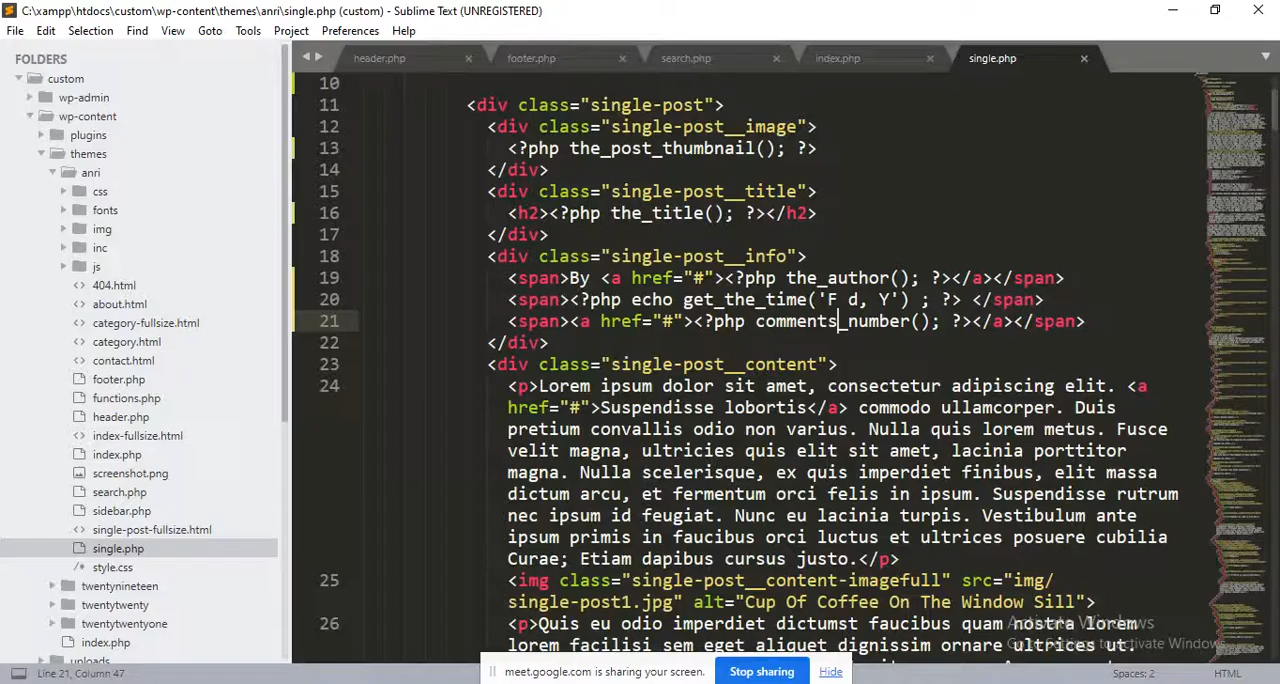 C:\xampp\htdocs\custom\wp-content\themes\anri\single.php (custom) - Sublime Text (UNREGISTERED)
File Edit Selection Find View Goto Tools Project Preferences Help
FOLDERS
custom
wp-admin
wp-content
plugins
themes
anri
css
fonts
img
inc
js
404.html
about.html
category-fullsize.html
category.html
contact.html
footer.php
functions.php
header.php
index-fullsize.html
index.php
screenshot.png
search.php
sidebar.php
single-post-fullsize.html
single.php
style.css
twentynineteen
twentytwenty
twentytwentyone
index.php
uploads
header.php footer.php search.php index.php single.php
10
11 <div class="single-post">
12 <div class="single-post__image">
13 <?php the_post_thumbnail(); ?>
14 </div>
15 <div class="single-post__title">
16 <h2><?php the_title(); ?></h2>
17 </div>
18 <div class="single-post__info">
19 <span>By <a href="#"><?php the_author(); ?></a></span>
20 <span><?php echo get_the_time('F d, Y') ; ?> </span>
21 <span><a href="#"><?php comments_number(); ?></a></span>
22 </div>
23 <div class="single-post__content">
24 <p>Lorem ipsum dolor sit amet, consectetur adipiscing elit. <a
href="#">Suspendisse lobortis</a> commodo ullamcorper. Duis
pretium convallis odio non varius. Nulla quis lorem metus. Fusce
velit magna, ultricies quis elit sit amet, lacinia porttitor
magna. Nulla scelerisque, ex quis imperdiet finibus, elit massa
dictum arcu, et fermentum orci felis in ipsum. Suspendisse rutrum
nec ipsum id feugiat. Nunc eu lacinia turpis. Vestibulum ante
ipsum primis in faucibus orci luctus et ultrices posuere cubilia
Curae; Etiam dapibus cursus justo.</p>
25 <img class="single-post__content-imagefull" src="img/
single-post1.jpg" alt="Cup Of Coffee On The Window Sill">
26 <p>Quis eu odio imperdiet dictumst faucibus quam nostra lorem
lorem facilisi sem eget aliquet dignissim ornare ultrices ut.
Activate Windows
Go to Settings to activate Windows.
meet.google.com is sharing your screen. Stop sharing Hide
Line 21, Column 47 Spaces: 2 HTML